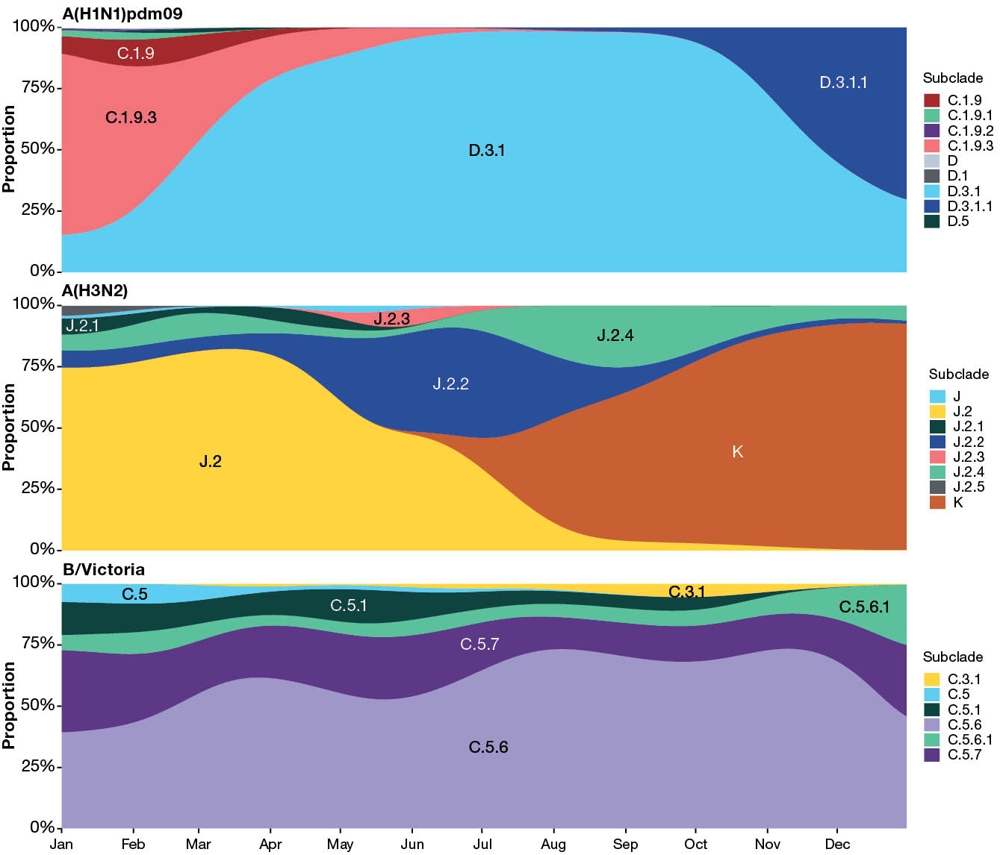 A(H1N1)pdm09
100%
75%
50%
25%
0%
Proportion
C.1.9
C.1.9.3
D.3.1
D.3.1.1
Subclade
C.1.9
C.1.9.1
C.1.9.2
C.1.9.3
D
D.1
D.3.1
D.3.1.1
D.5
A(H3N2)
100%
75%
50%
25%
0%
Proportion
J.2.1
J.2.3
J.2.4
J.2.2
K
J.2
Subclade
J
J.2
J.2.1
J.2.2
J.2.3
J.2.4
J.2.5
K
B/Victoria
100%
75%
50%
25%
0%
Proportion
C.5
C.3.1
C.5.1
C.5.6.1
C.5.7
C.5.6
Subclade
C.3.1
C.5
C.5.1
C.5.6
C.5.6.1
C.5.7
Jan Feb Mar Apr May Jun Jul Aug Sep Oct Nov Dec